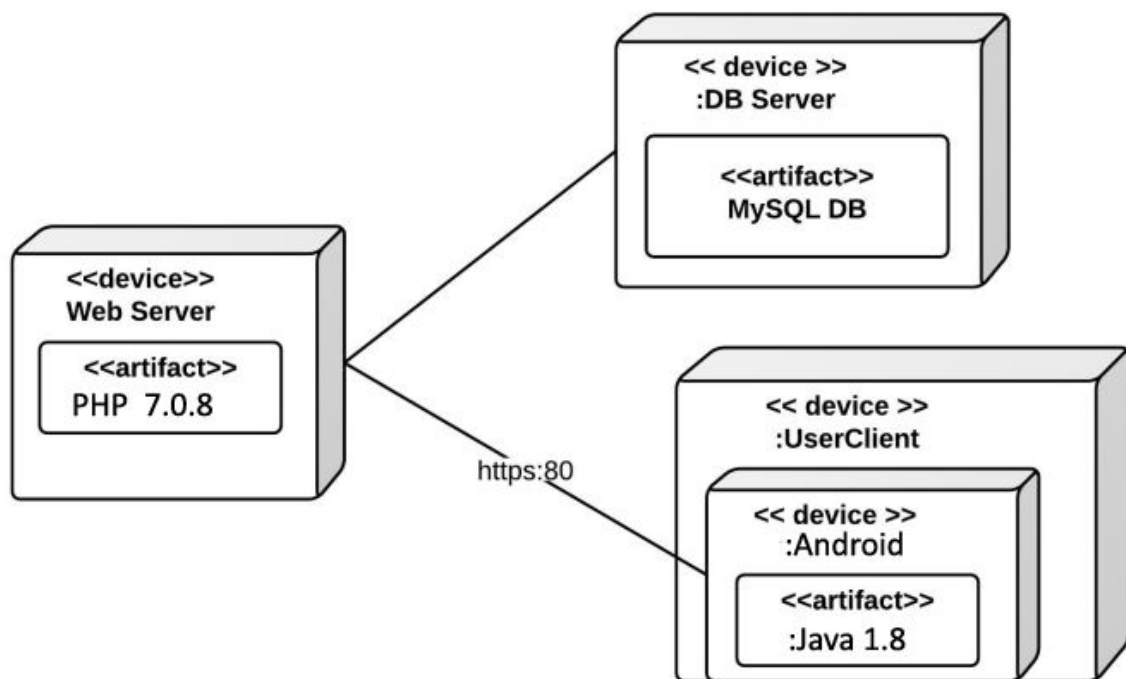 << device >>
:DB Server
<<artifact>>
MySQL DB
<<device>>
Web Server
<<artifact>>
PHP 7.0.8
https:80
<< device >>
:UserClient
<< device >>
:Android
<<artifact>>
:Java 1.8